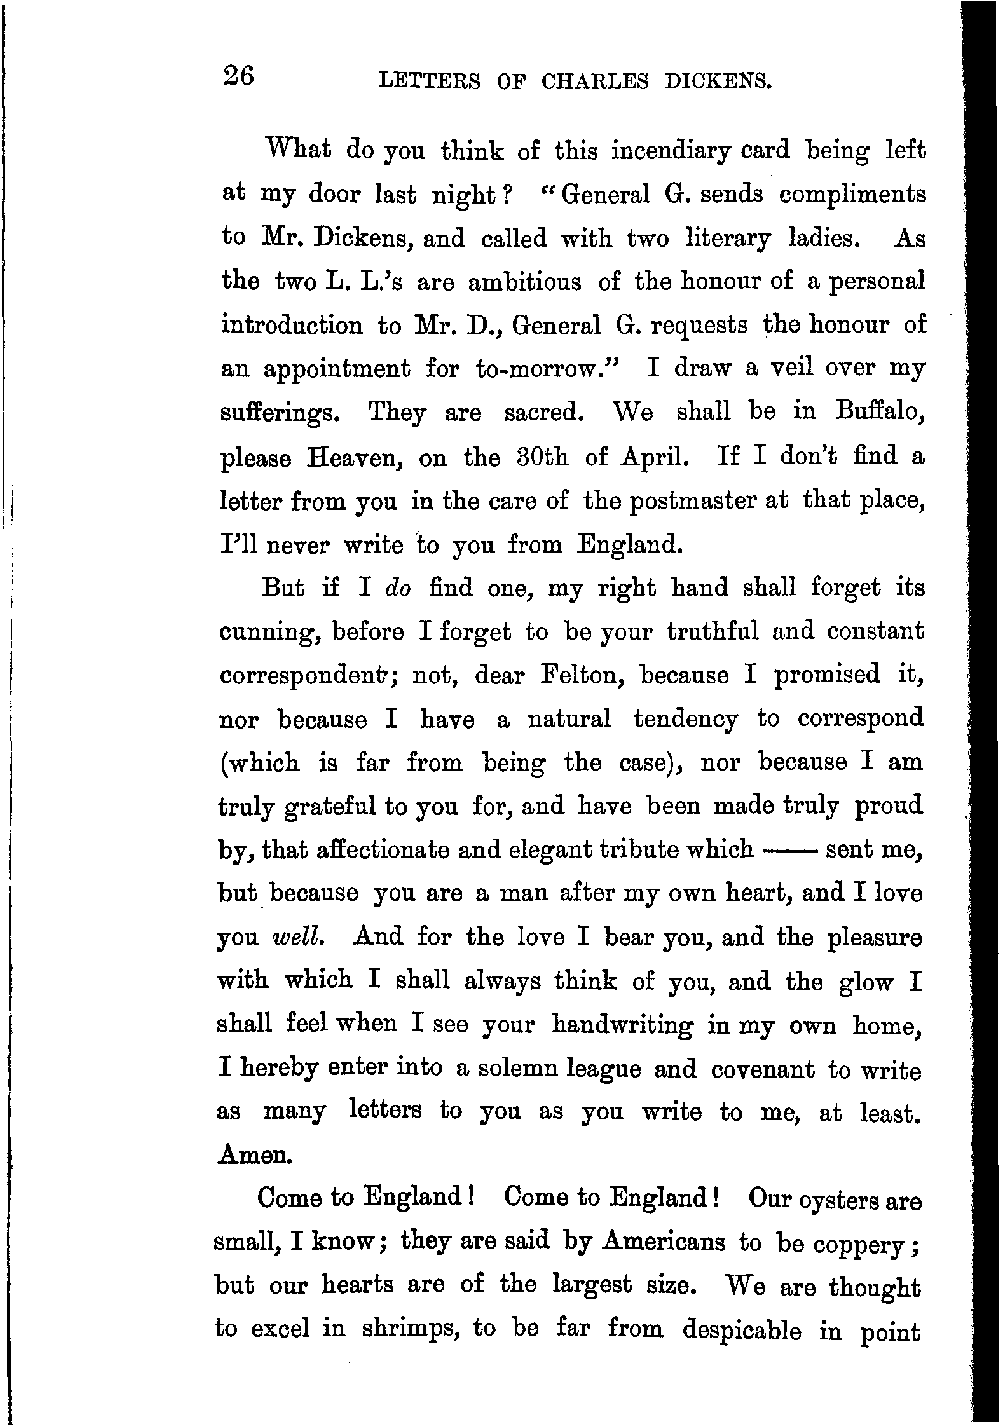 26 LETTERS OF CHARLES DICKENS.
What do you think of this incendiary card being left
at my door last night? "General G. sends compliments
to Mr. Dickens, and called with two literary ladies. As
the two L. L.'s are ambitious of the honour of a personal
introduction to Mr. D., General G. requests the honour of
an appointment for to-morrow." I draw a veil over my
sufferings. They are sacred. We shall be in Buffalo,
please Heaven, on the 30th of April. If I don't find a
letter from you in the care of the postmaster at that place,
I'll never write to you from England.
But if I do find one, my right hand shall forget its
cunning, before I forget to be your truthful and constant
correspondent; not, dear Felton, because I promised it,
nor because I have a natural tendency to correspond
(which is far from being the case), nor because I am
truly grateful to you for, and have been made truly proud
by, that affectionate and elegant tribute which —— sent me,
but because you are a man after my own heart, and I love
you well. And for the love I bear you, and the pleasure
with which I shall always think of you, and the glow I
shall feel when I see your handwriting in my own home,
I hereby enter into a solemn league and covenant to write
as many letters to you as you write to me, at least.
Amen.
Come to England! Come to England! Our oysters are
small, I know; they are said by Americans to be coppery;
but our hearts are of the largest size. We are thought
to excel in shrimps, to be far from despicable in point